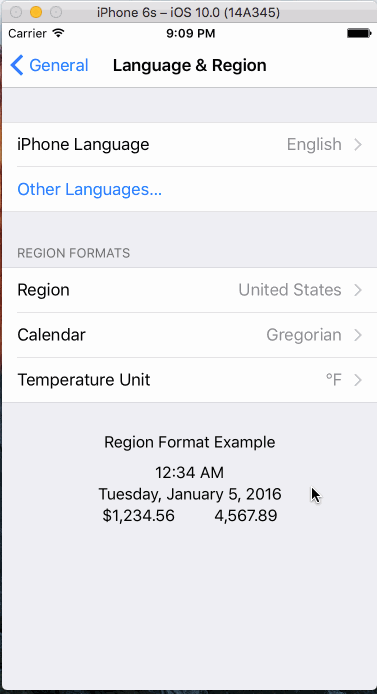 iPhone 6s – iOS 10.0 (14A345)
Carrier 9:09 PM
General Language & Region
iPhone Language English
Other Languages...
REGION FORMATS
Region United States
Calendar Gregorian
Temperature Unit °F
Region Format Example
12:34 AM
Tuesday, January 5, 2016
$1,234.56 4,567.89